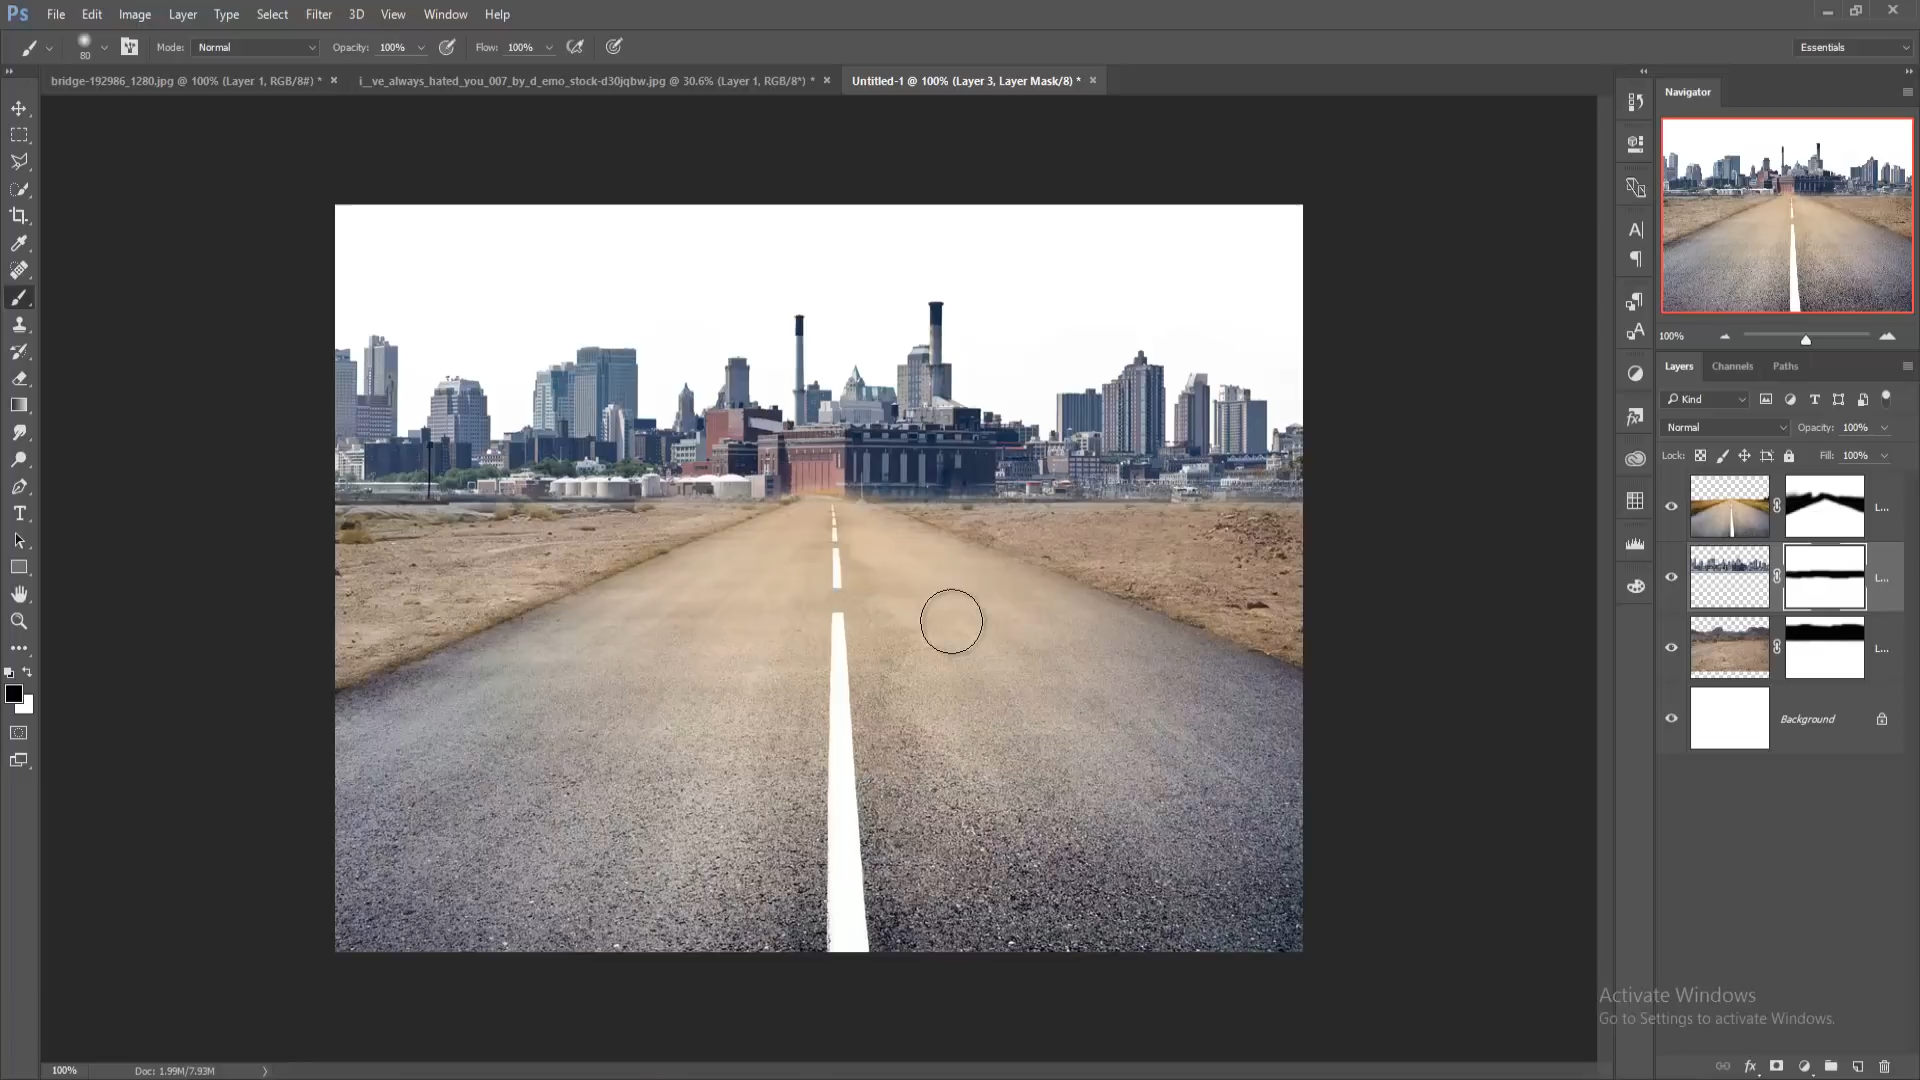 Ps File Edit Image Layer Type Select Filter 3D View Window Help
80 Mode: Normal Opacity: 100% Flow: 100% Essentials
bridge-192986_1280.jpg @ 100% (Layer 1, RGB/8#) * × i__ve_always_hated_you_007_by_d_emo_stock-d30jqbw.jpg @ 30.6% (Layer 1, RGB/8*) * × Untitled-1 @ 100% (Layer 3, Layer Mask/8) * ×
Navigator
100%
Layers Channels Paths
Kind
Normal Opacity: 100%
Lock: Fill: 100%
L...
L...
L...
Background
Activate Windows
Go to Settings to activate Windows.
100% Doc: 1.99M/7.93M